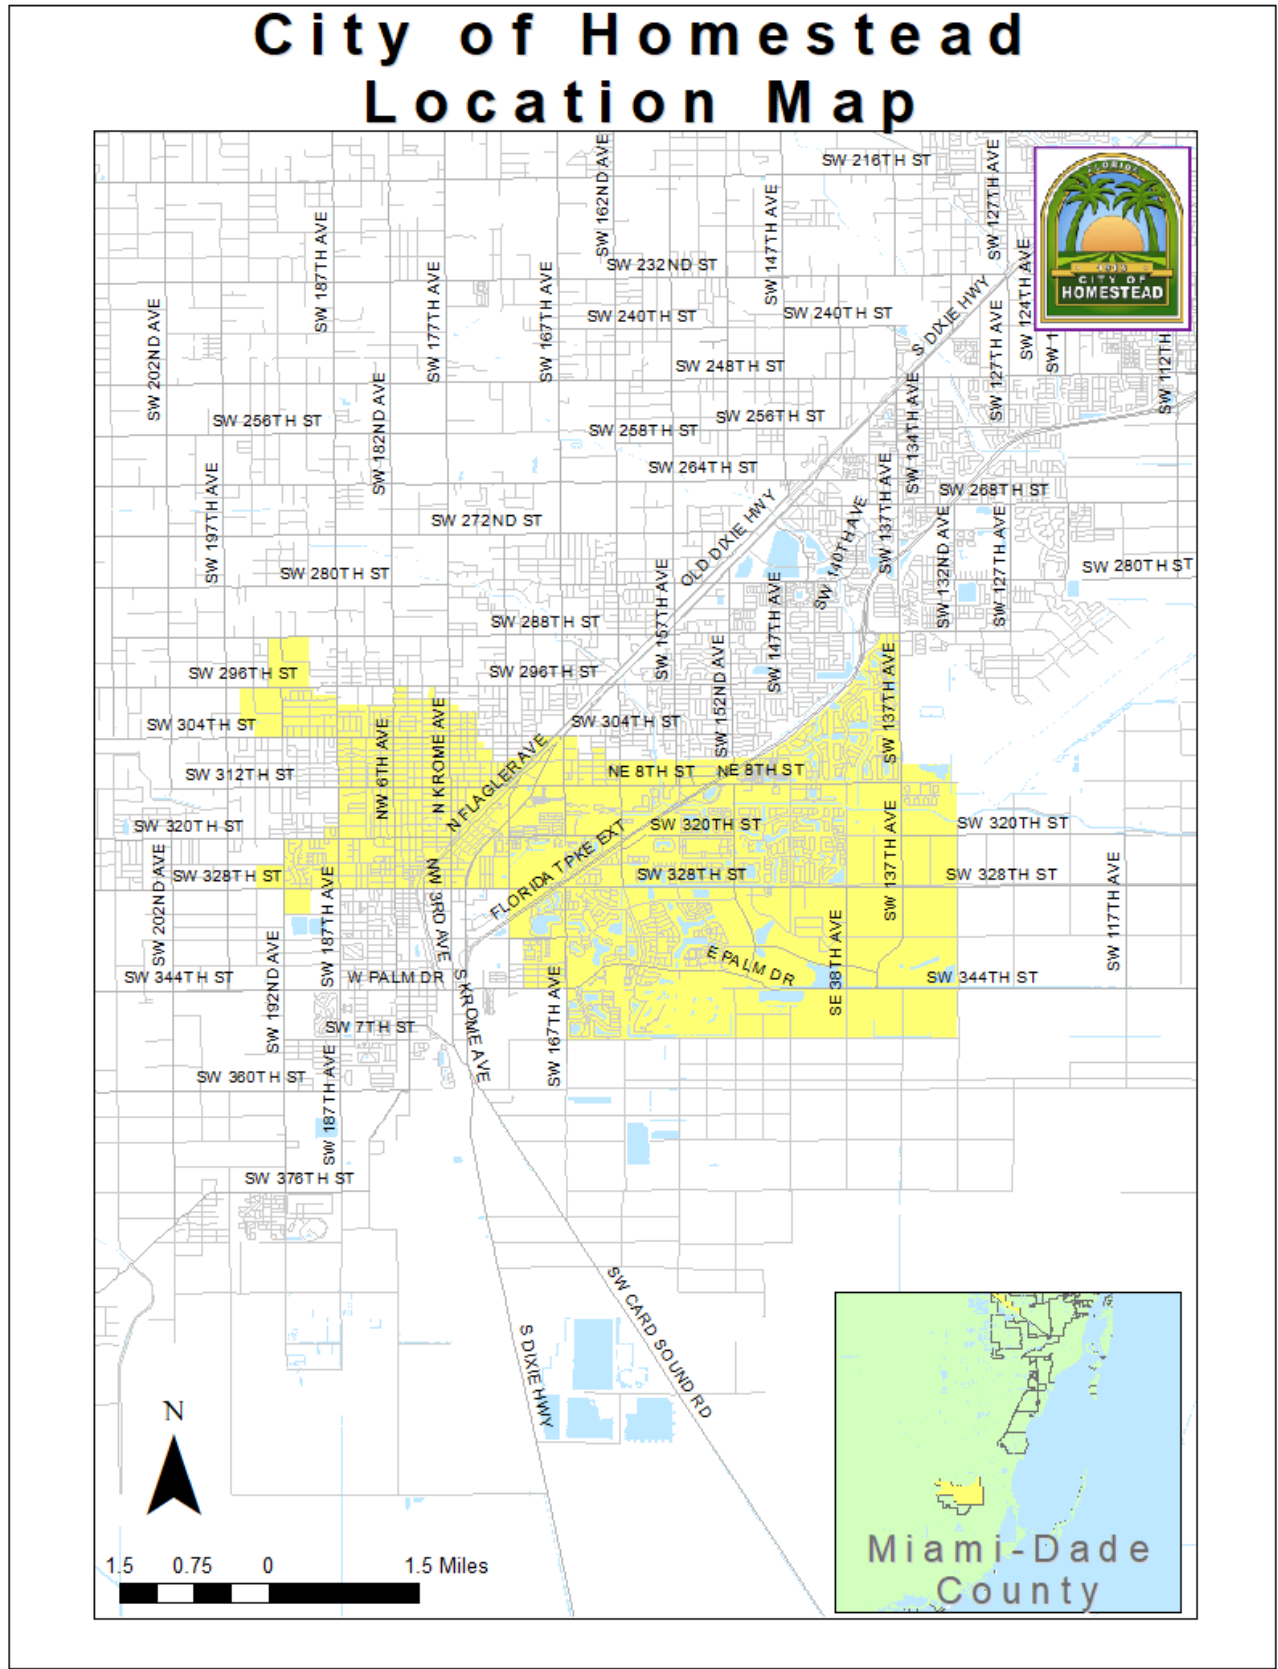 City of Homestead
Location Map
SW 216TH ST
SW 162ND AVE
SW 127TH AVE
SW 147TH AVE
SW 187TH AVE
FLORIDA
CITY OF
HOMESTEAD
SW 232ND ST
SW 124TH AVE
SW 177TH AVE
SW 167TH AVE
S DIXIE HWY
SW 202ND AVE
SW 240TH ST
SW 240TH ST
SW 127TH AVE
SW 1
SW 112TH
SW 248TH ST
SW 182ND AVE
SW 134TH AVE
SW 256TH ST
SW 256TH ST
SW 258TH ST
SW 264TH ST
SW 137TH AVE
SW 197TH AVE
SW 268TH ST
OLD DIXIE HWY
SW 140TH AVE
SW 272ND ST
SW 132ND AVE
SW 127TH AVE
SW 280TH ST
SW 280TH ST
SW 157TH AVE
SW 147TH AVE
SW 288TH ST
SW 152ND AVE
SW 137TH AVE
SW 296TH ST
SW 296TH ST
SW 304TH ST
SW 304TH ST
NW 6TH AVE
N KROME AVE
N FLAGLER AVE
SW 312TH ST
NE 8TH ST
NE 8TH ST
SW 320TH ST
SW 320TH ST
SW 320TH ST
FLORIDA TPKE EXT
SW 137TH AVE
SW 202ND AVE
SW 328TH ST
SW 187TH AVE
NW 3RD AVE
SW 328TH ST
SW 328TH ST
SW 117TH AVE
SW 192ND AVE
SE 38TH AVE
E PALM DR
SW 344TH ST
W PALM DR
SW 344TH ST
S KROME AVE
SW 167TH AVE
SW 7TH ST
SW 187TH AVE
SW 360TH ST
SW 376TH ST
SW CARD SOUND RD
S DIXIE HWY
N
1.5 0.75 0 1.5 Miles
Miami-Dade
County